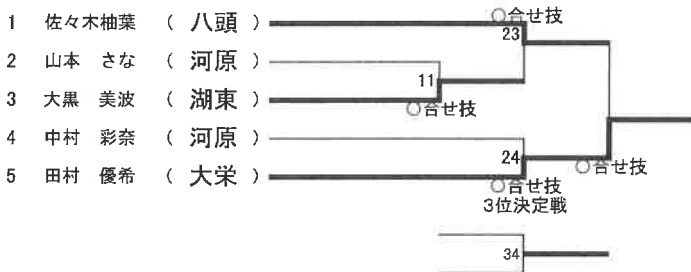 ○合せ技
1 佐々木柚葉 ( 八頭 )
23
2 山本 さな ( 河原 )
11
3 大黒 美波 ( 湖東 )
○合せ技
4 中村 彩奈 ( 河原 )
24
○合せ技
5 田村 優希 ( 大栄 )
○合せ技
3位決定戦
34